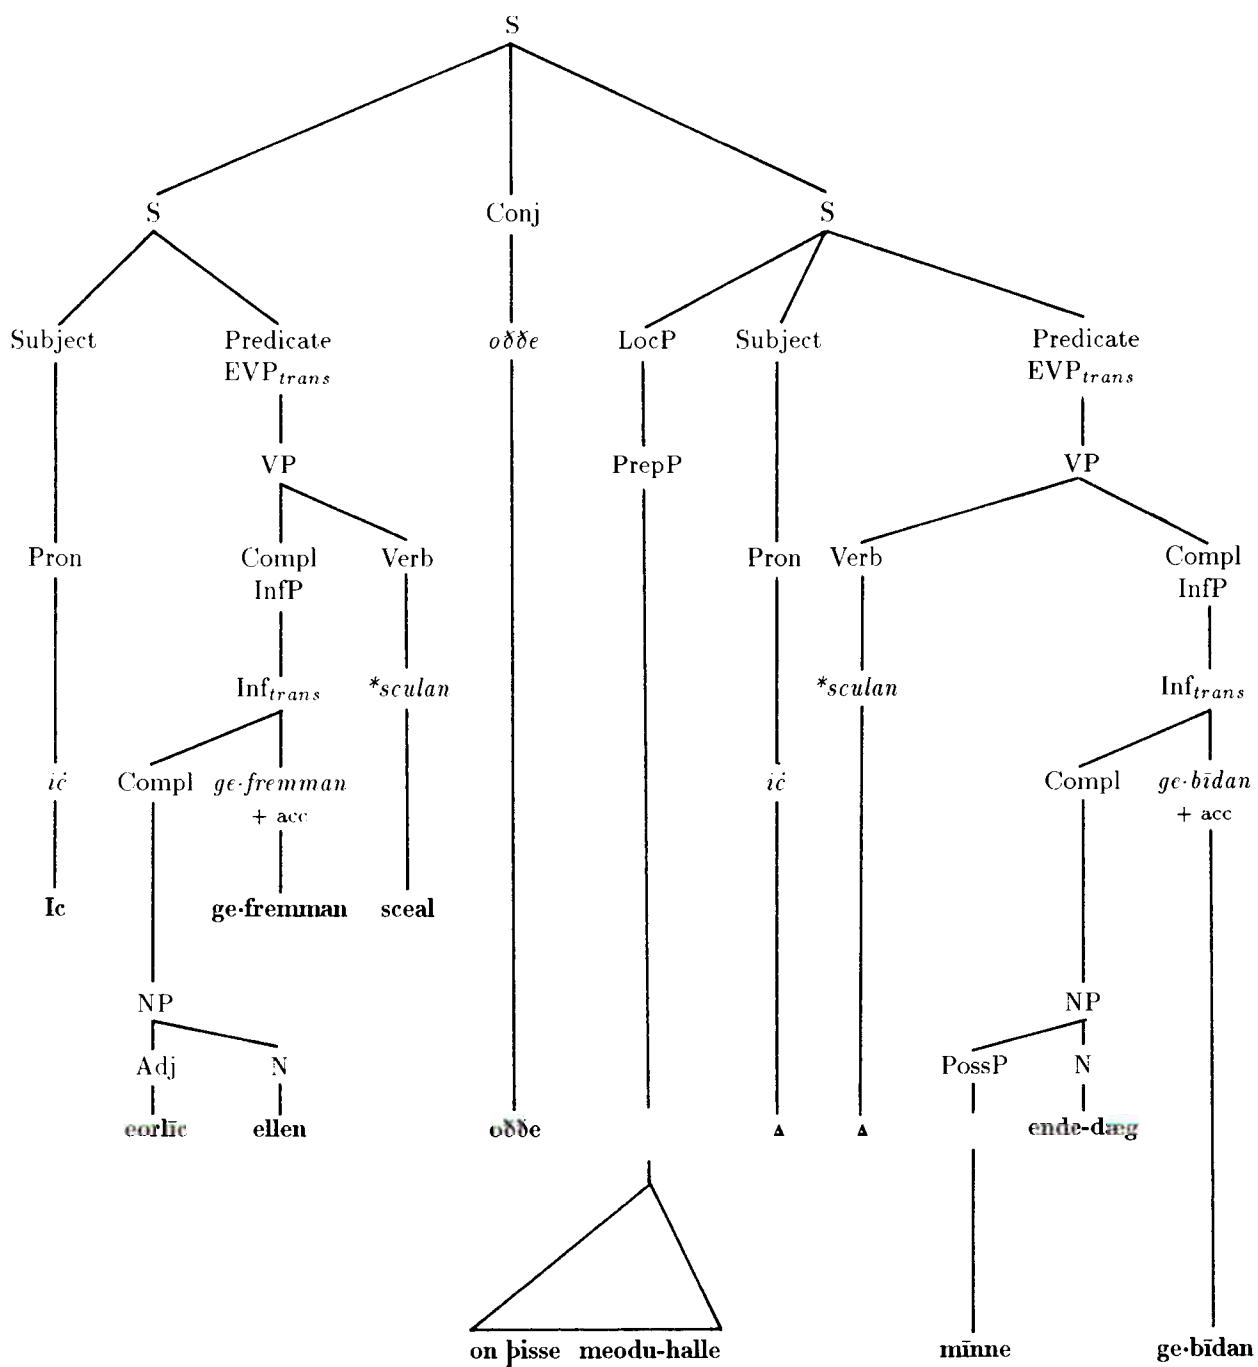 S
S Conj S
Subject Predicate oððe LocP Subject Predicate
EVPtrans EVPtrans
VP PrepP VP
Pron Compl Verb Pron Verb Compl
InfP InfP
Inftrans *sculan *sculan Inftrans
iċ Compl ge·fremman iċ Compl ge·bīdan
+ acc + acc
Ic ge·fremman sceal
NP NP
Adj N PossP N
eorlīc ellen oððe Δ Δ ende-dæg
on þisse meodu-halle mīnne ge·bīdan